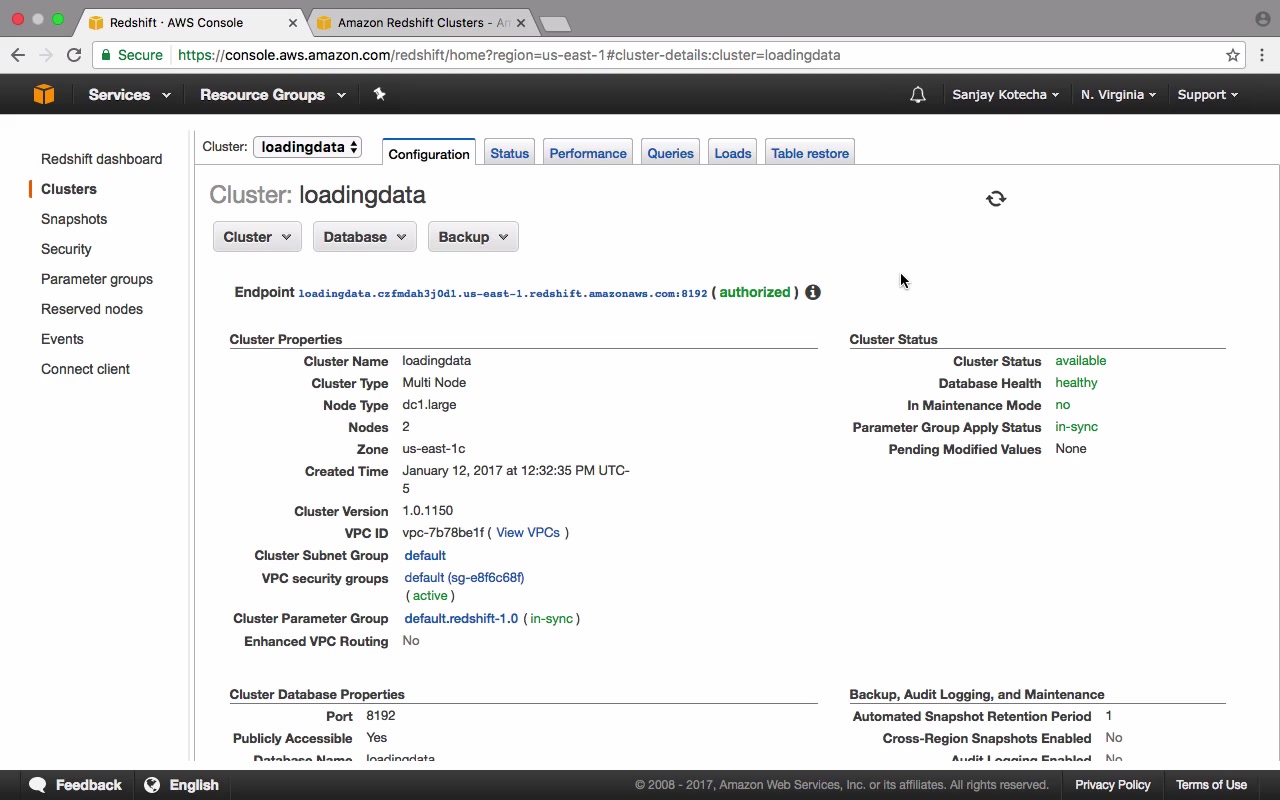 Redshift · AWS Console
Amazon Redshift Clusters - Am
Secure
https://console.aws.amazon.com/redshift/home?region=us-east-1#cluster-details:cluster=loadingdata
Services
Resource Groups
Sanjay Kotecha
N. Virginia
Support
Redshift dashboard
Clusters
Snapshots
Security
Parameter groups
Reserved nodes
Events
Connect client
Cluster: loadingdata
Configuration
Status
Performance
Queries
Loads
Table restore
Cluster: loadingdata
Cluster
Database
Backup
Endpoint loadingdata.czfmdah3j0d1.us-east-1.redshift.amazonaws.com:8192 ( authorized )
Cluster Properties
Cluster Name loadingdata
Cluster Type Multi Node
Node Type dc1.large
Nodes 2
Zone us-east-1c
Created Time January 12, 2017 at 12:32:35 PM UTC-
5
Cluster Version 1.0.1150
VPC ID vpc-7b78be1f ( View VPCs )
Cluster Subnet Group default
VPC security groups default (sg-e8f6c68f)
( active )
Cluster Parameter Group default.redshift-1.0 ( in-sync )
Enhanced VPC Routing No
Cluster Status
Cluster Status available
Database Health healthy
In Maintenance Mode no
Parameter Group Apply Status in-sync
Pending Modified Values None
Cluster Database Properties
Port 8192
Publicly Accessible Yes
Database Name loadingdata
Backup, Audit Logging, and Maintenance
Automated Snapshot Retention Period 1
Cross-Region Snapshots Enabled No
Audit Logging Enabled No
Feedback
English
© 2008 - 2017, Amazon Web Services, Inc. or its affiliates. All rights reserved.
Privacy Policy
Terms of Use